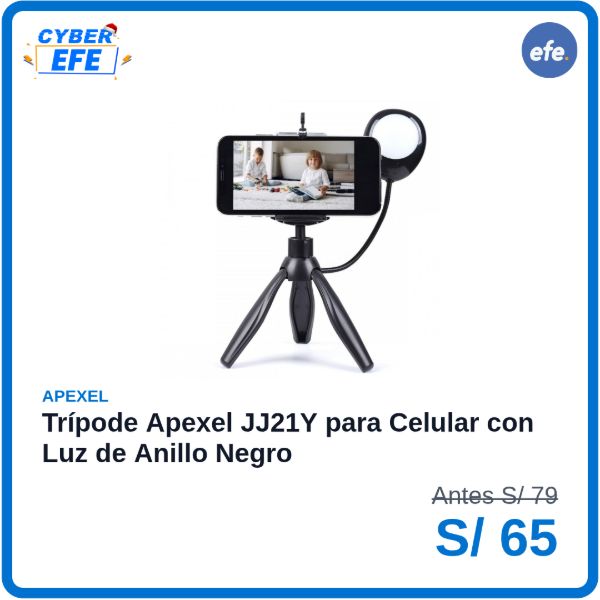 CYBER
EFE
efe.
APEXEL
Trípode Apexel JJ21Y para Celular con
Luz de Anillo Negro
Antes S/ 79
S/ 65